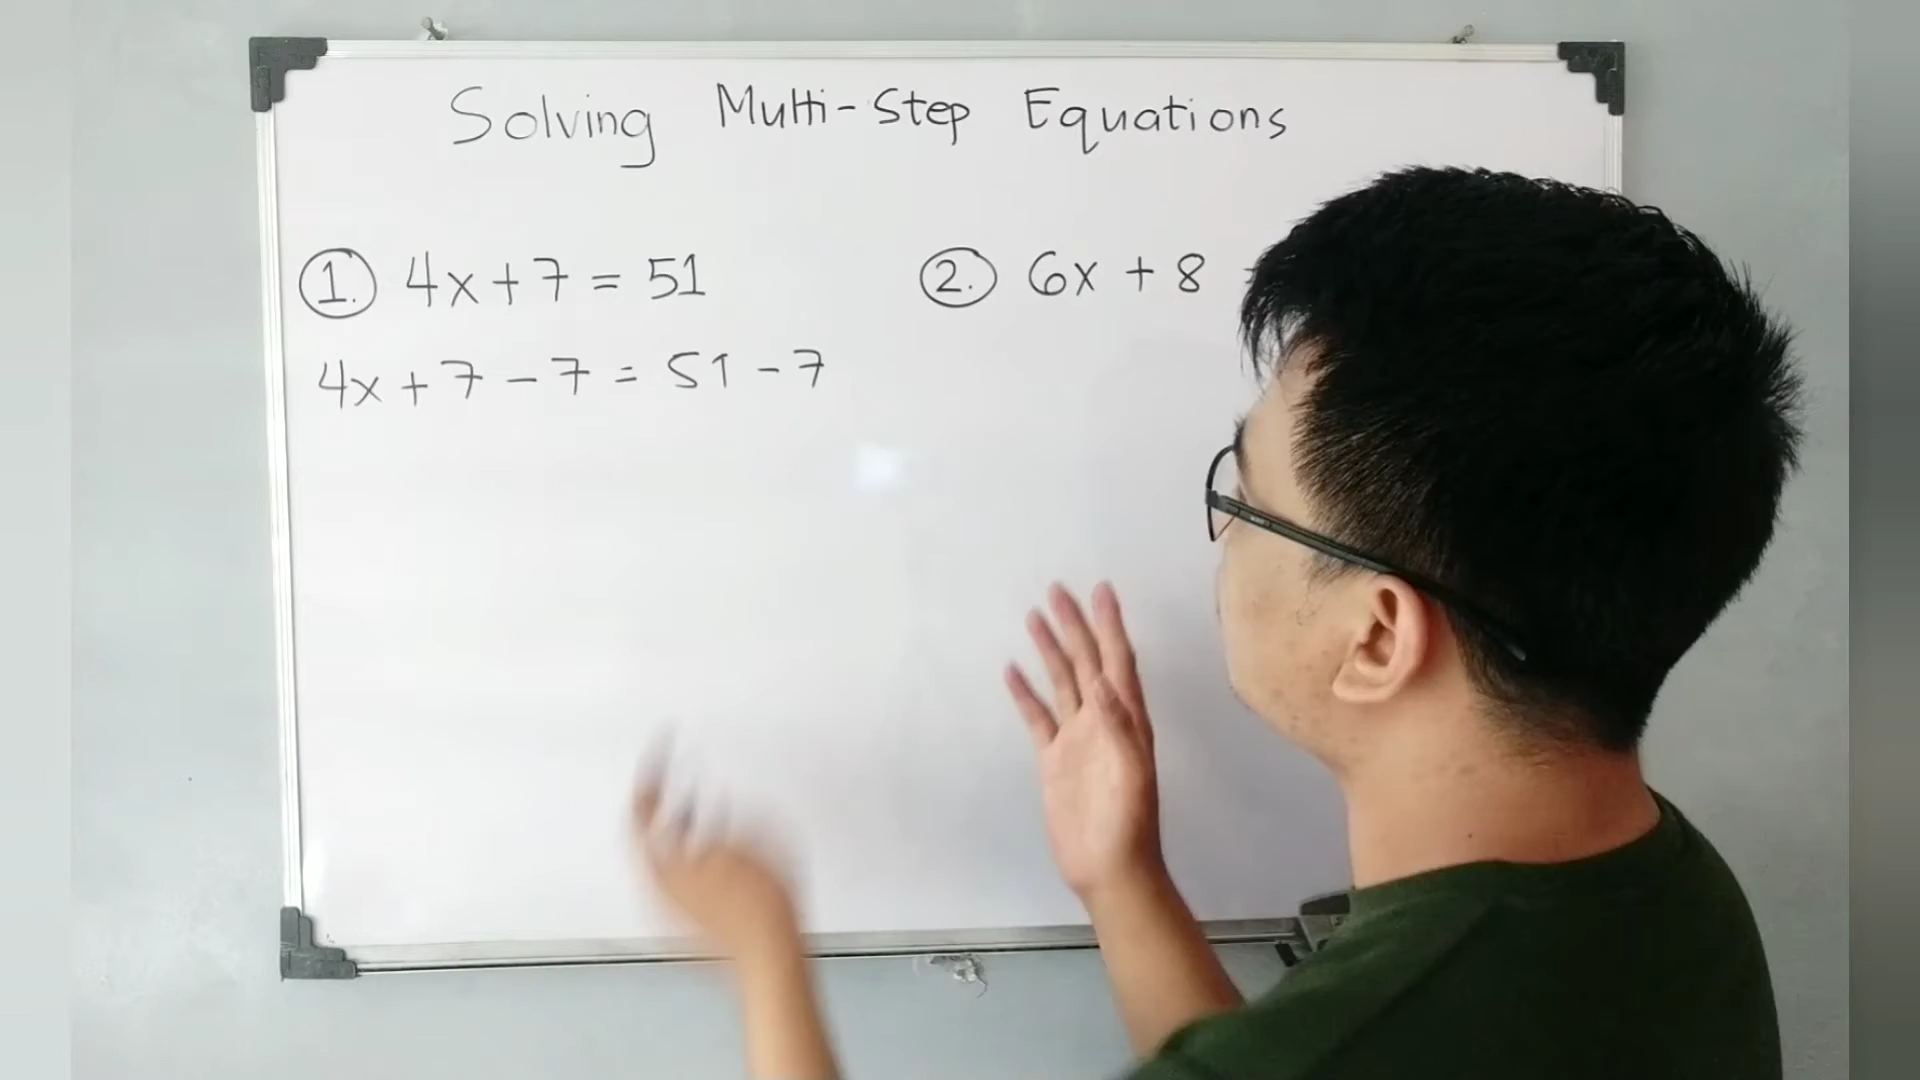 Solving Multi-Step Equations
1. 4x + 7 = 51
4x + 7 - 7 = 51 - 7
2. 6x + 8